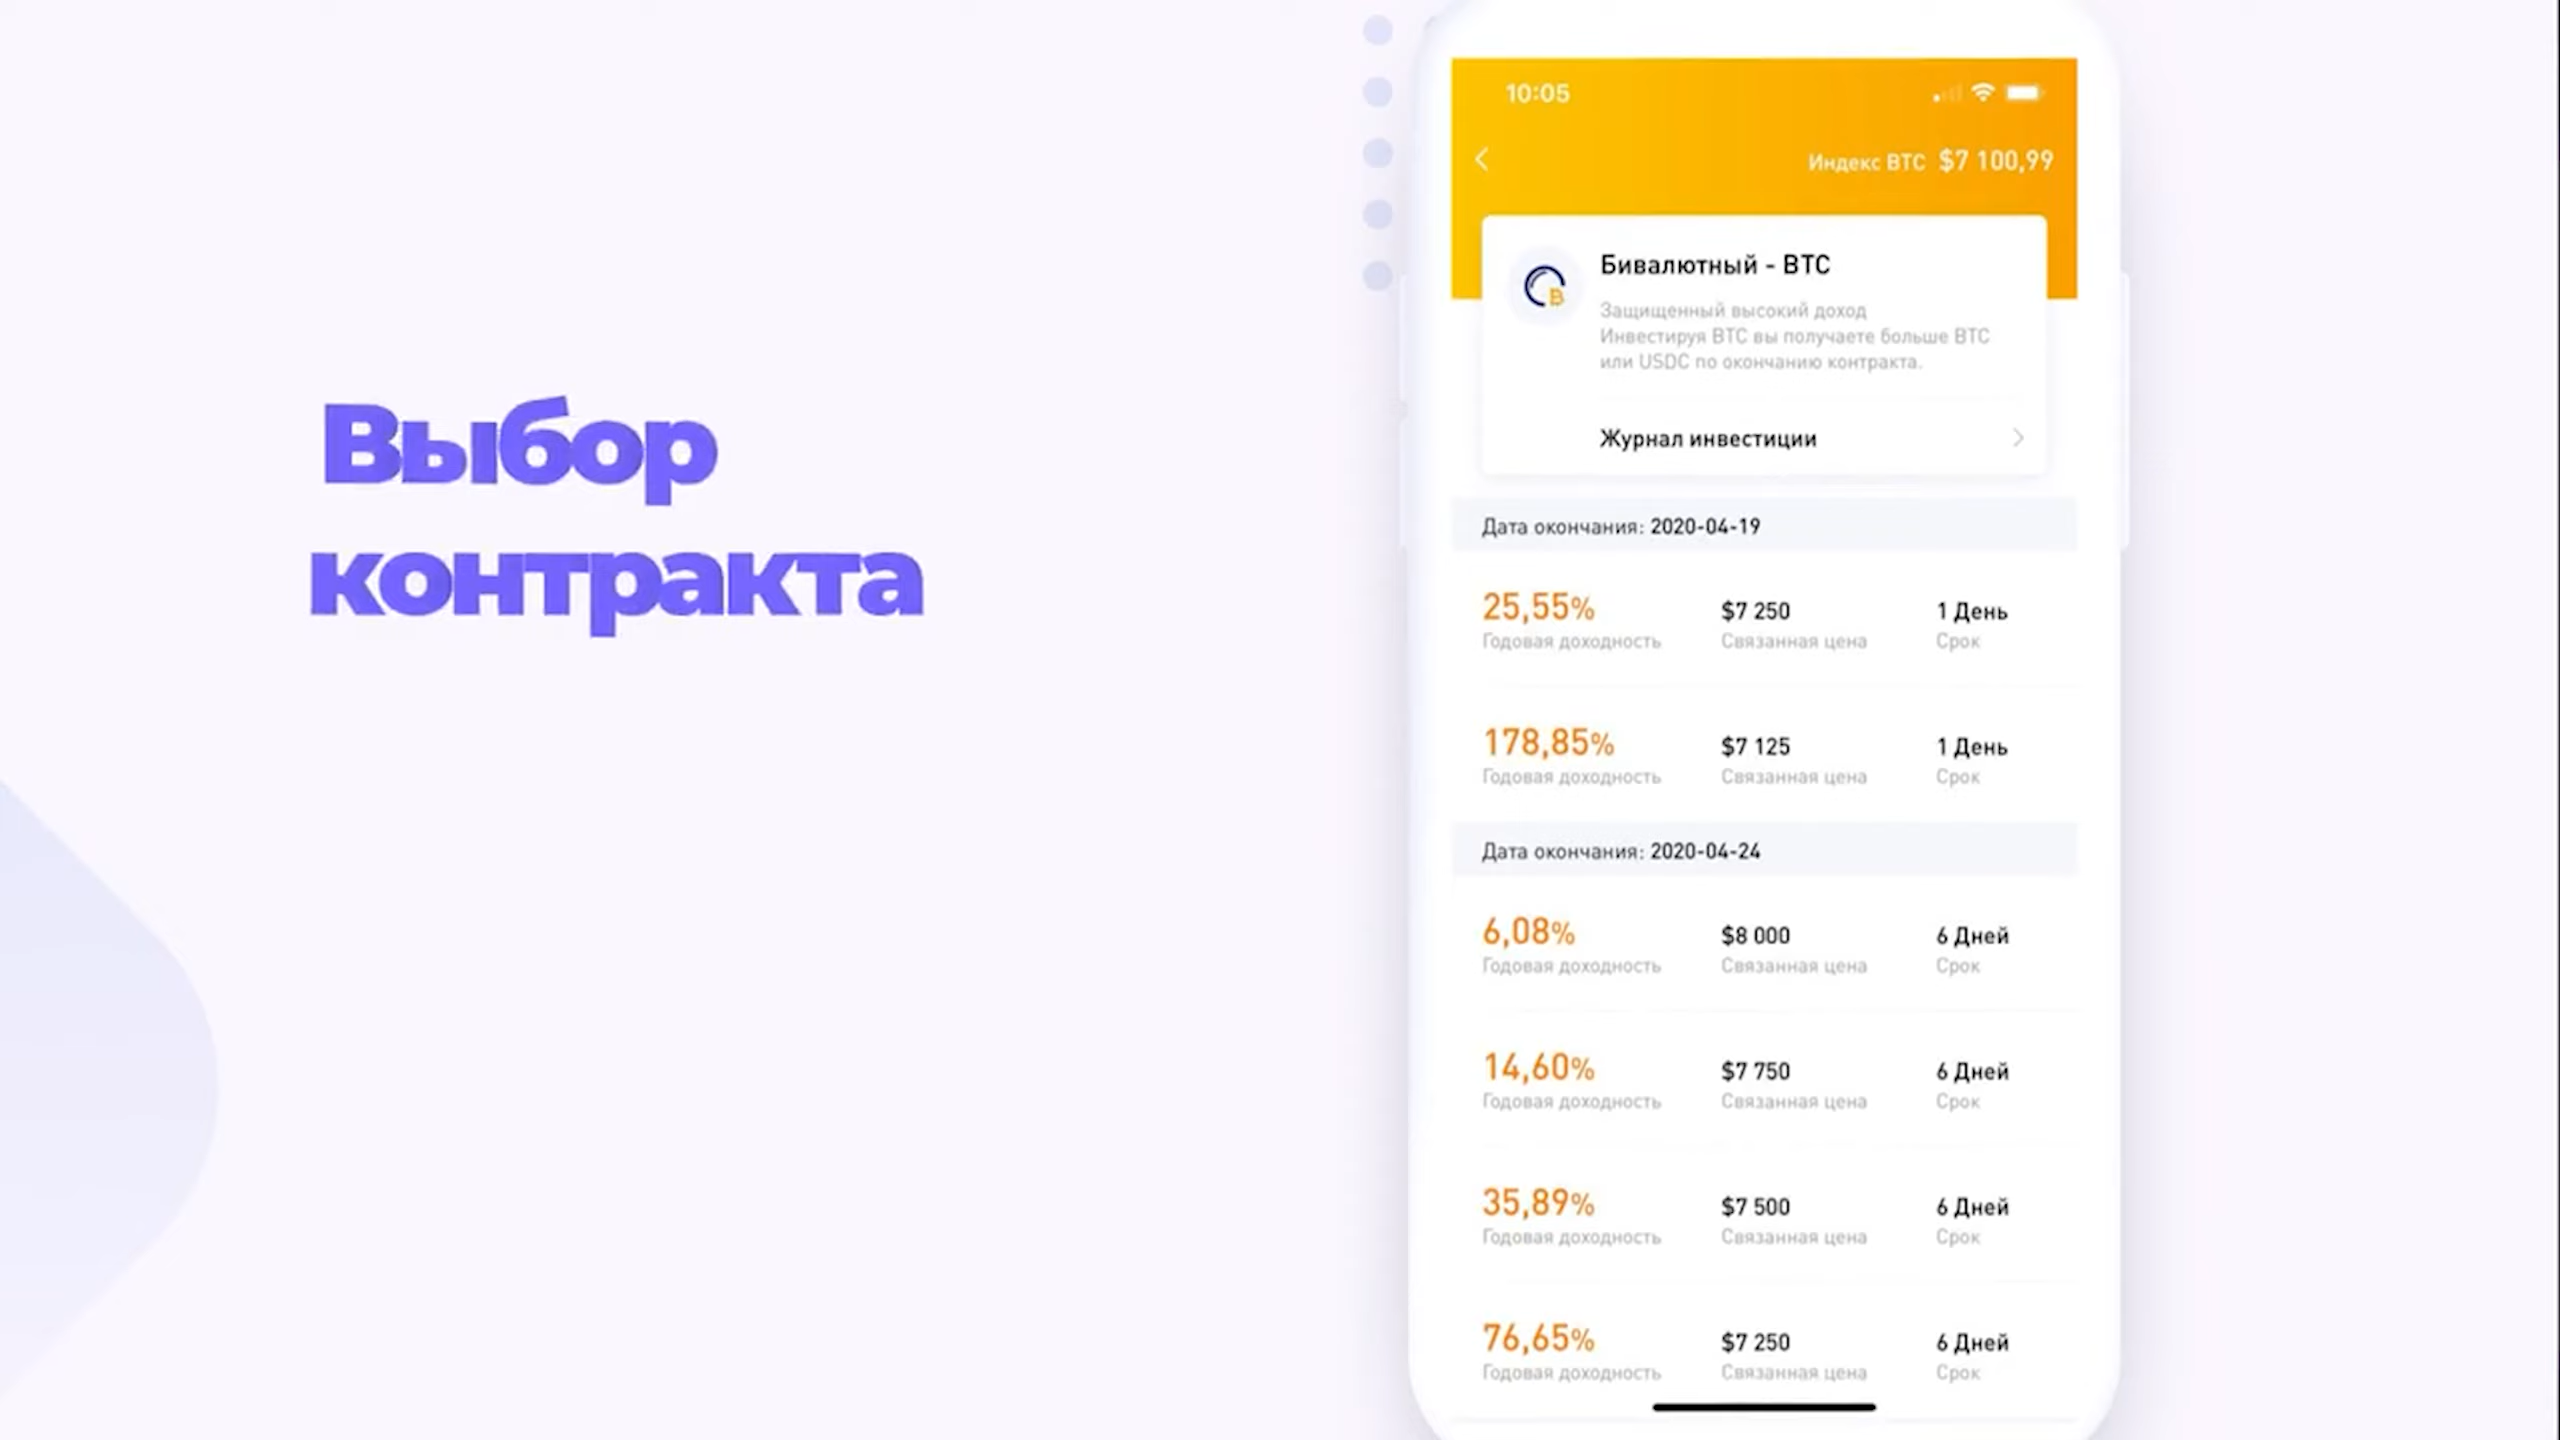 Выбор
контракта
10:05
Индекс BTC $7 100,99
Бивалютный - BTC
Защищенный высокий доход
Инвестируя BTC вы получаете больше BTC
или USDC по окончанию контракта.
Журнал инвестиции
Дата окончания: 2020-04-19
25,55% $7 250 1 День
Годовая доходность Связанная цена Срок
178,85% $7 125 1 День
Годовая доходность Связанная цена Срок
Дата окончания: 2020-04-24
6,08% $8 000 6 Дней
Годовая доходность Связанная цена Срок
14,60% $7 750 6 Дней
Годовая доходность Связанная цена Срок
35,89% $7 500 6 Дней
Годовая доходность Связанная цена Срок
76,65% $7 250 6 Дней
Годовая доходность Связанная цена Срок